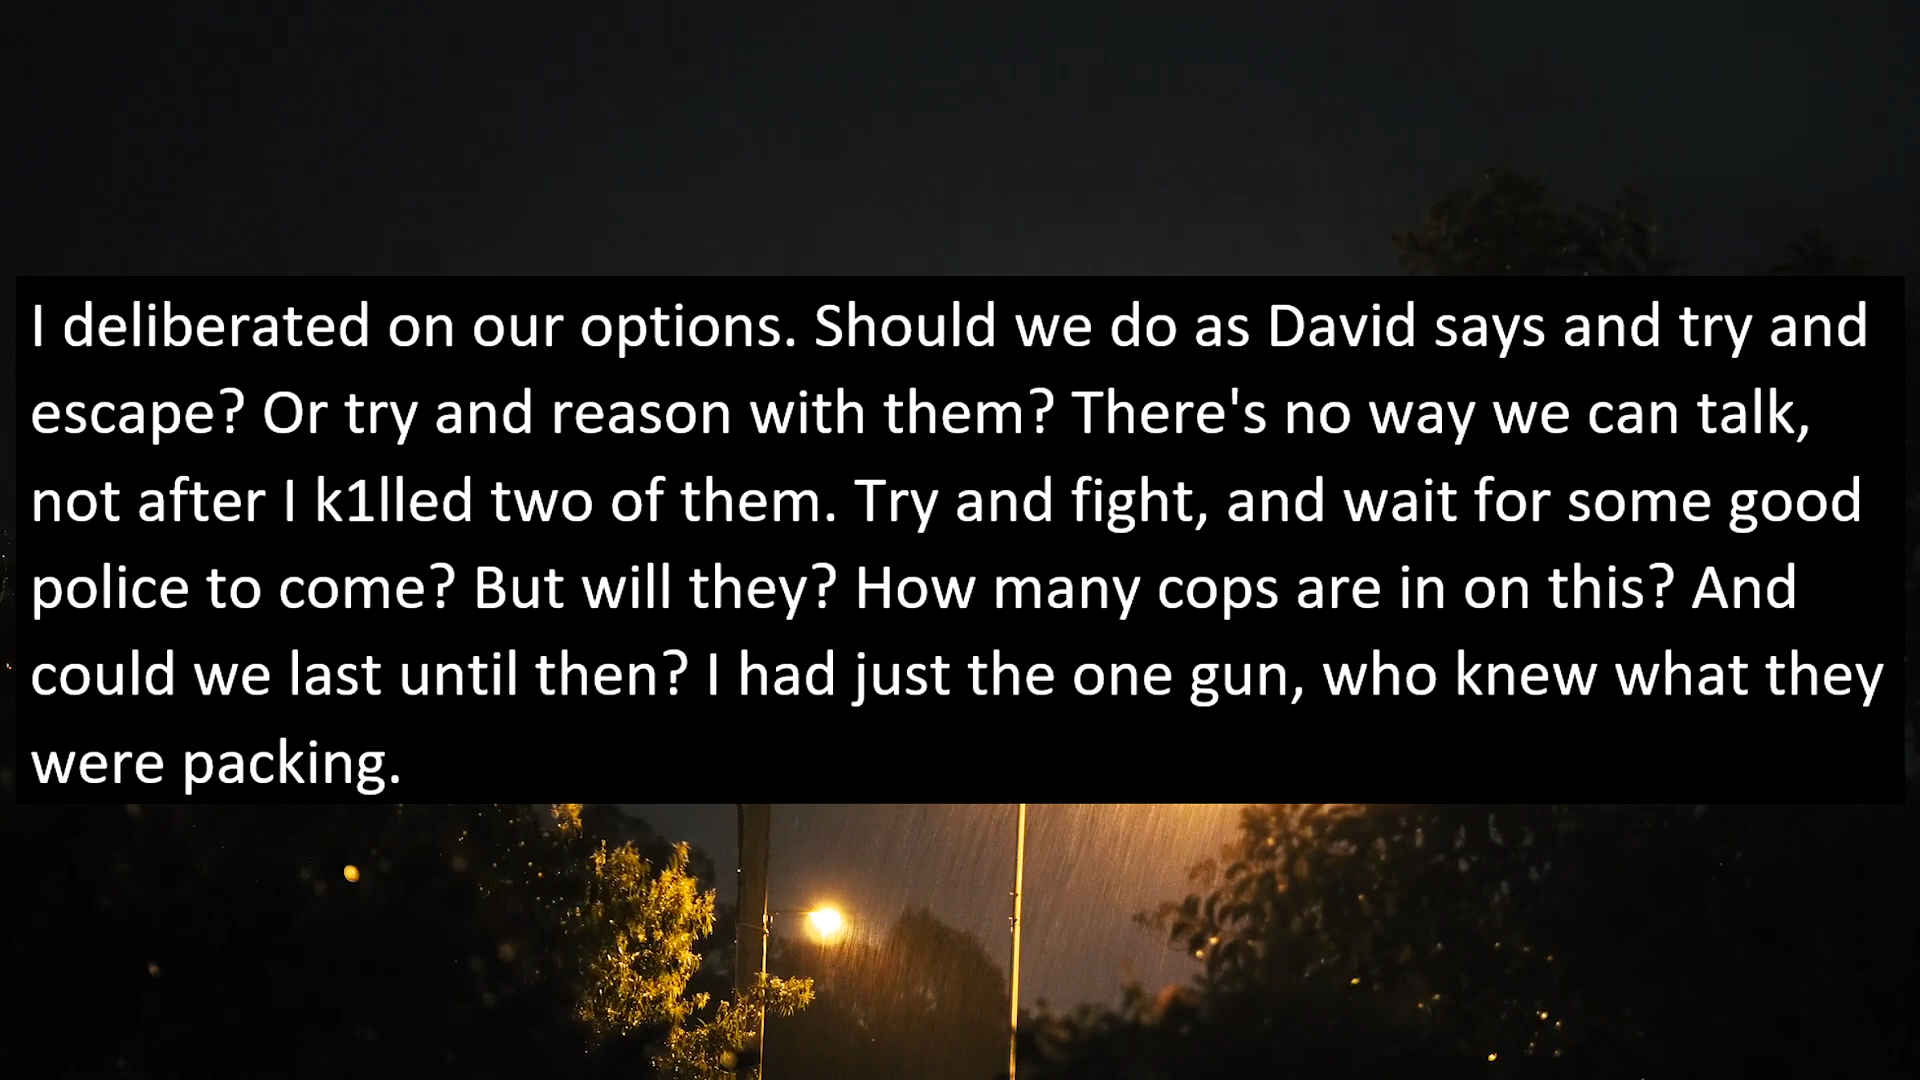 I deliberated on our options. Should we do as David says and try and
escape? Or try and reason with them? There's no way we can talk,
not after I k1lled two of them. Try and fight, and wait for some good
police to come? But will they? How many cops are in on this? And
could we last until then? I had just the one gun, who knew what they
were packing.